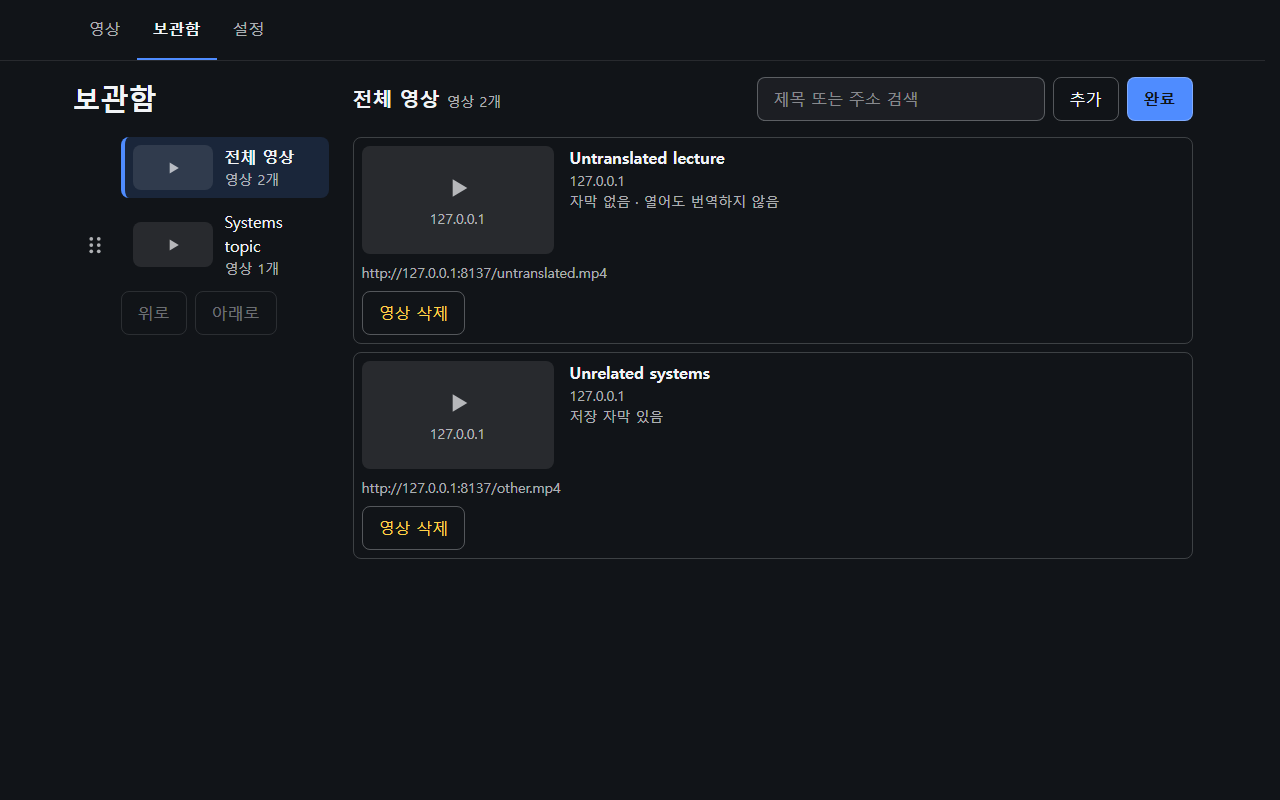 영상 보관함 설정
보관함
전체 영상
영상 2개
Systems
topic
영상 1개
위로 아래로
전체 영상 영상 2개
제목 또는 주소 검색
추가
완료
127.0.0.1
Untranslated lecture
127.0.0.1
자막 없음 · 열어도 번역하지 않음
http://127.0.0.1:8137/untranslated.mp4
영상 삭제
127.0.0.1
Unrelated systems
127.0.0.1
저장 자막 있음
http://127.0.0.1:8137/other.mp4
영상 삭제